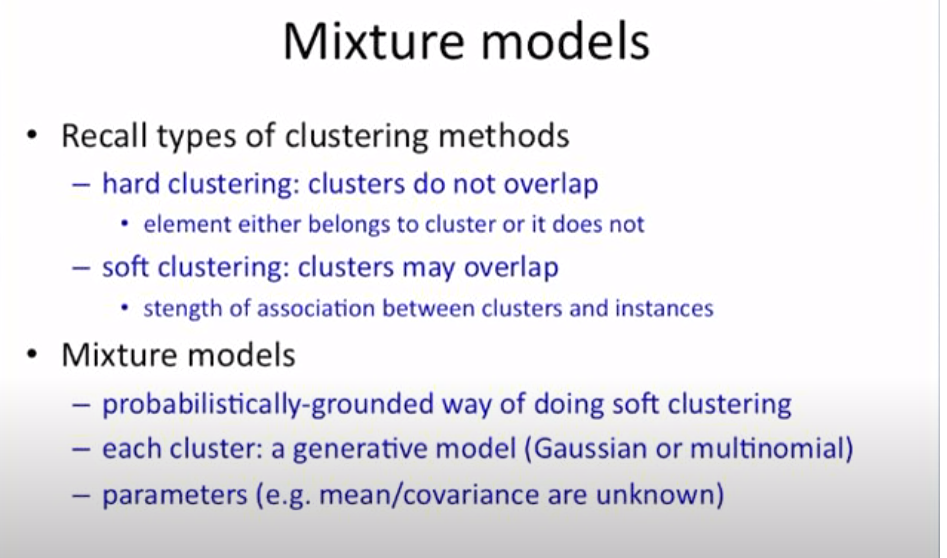 Mixture models
• Recall types of clustering methods
– hard clustering: clusters do not overlap
• element either belongs to cluster or it does not
– soft clustering: clusters may overlap
• stength of association between clusters and instances
• Mixture models
– probabilistically-grounded way of doing soft clustering
– each cluster: a generative model (Gaussian or multinomial)
– parameters (e.g. mean/covariance are unknown)